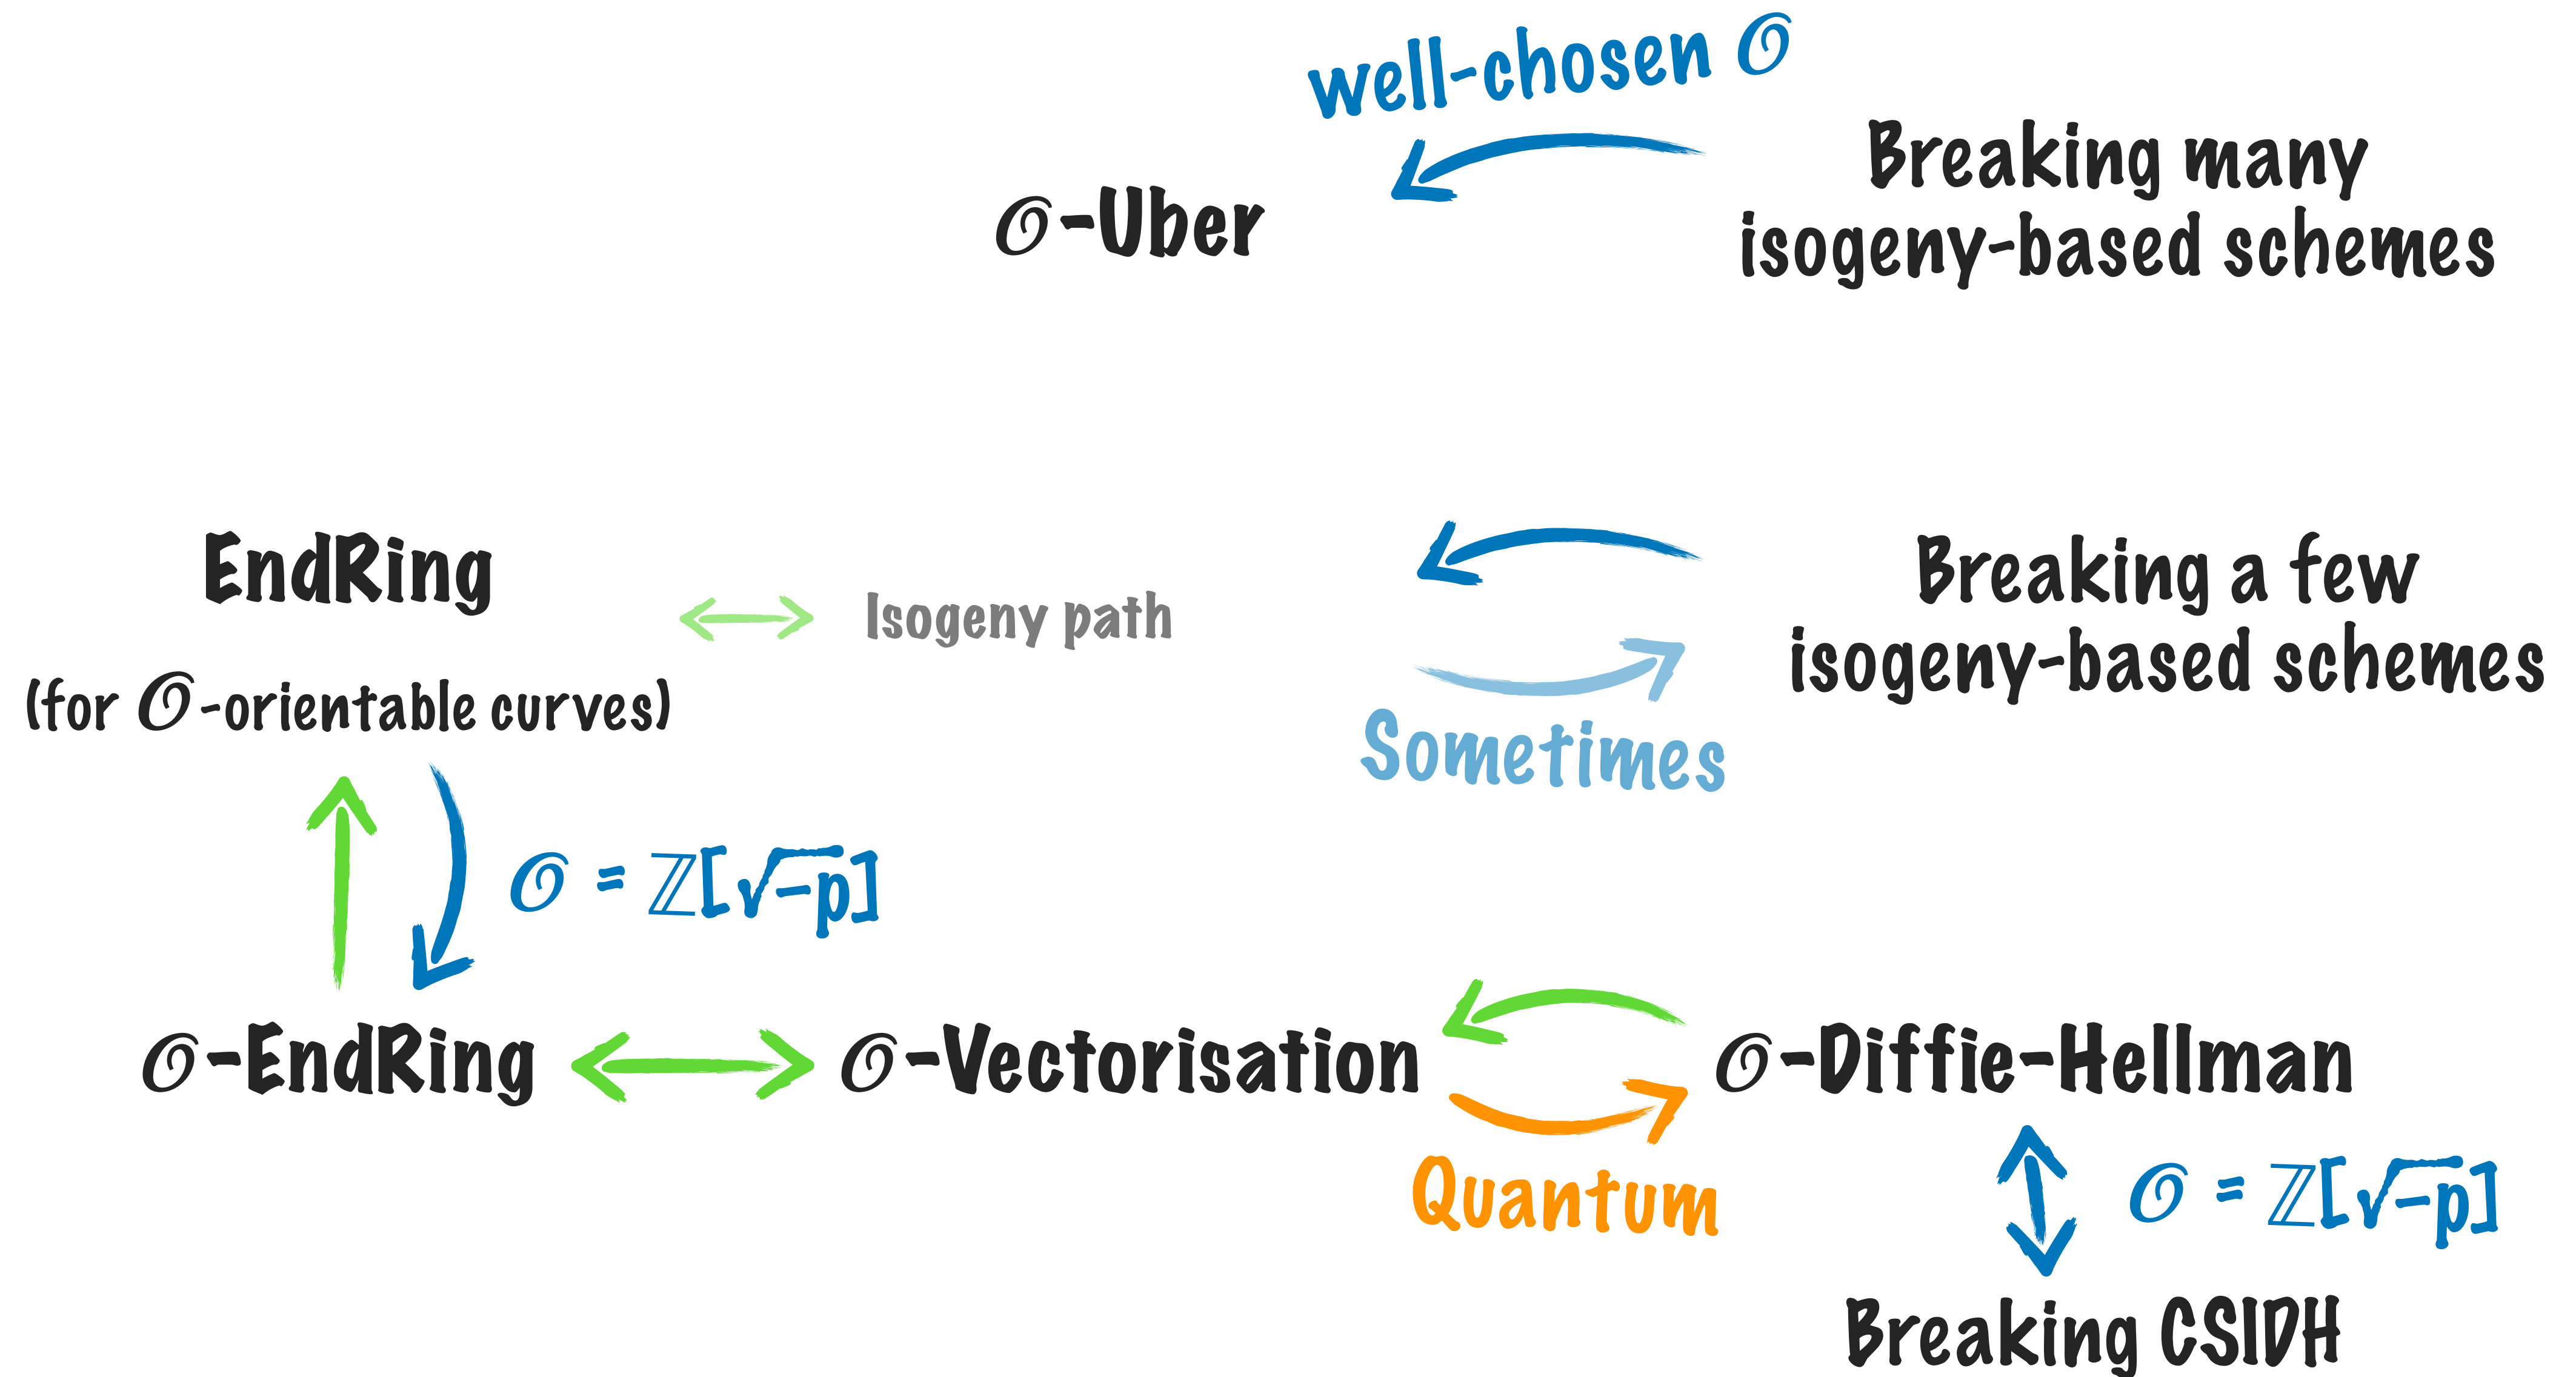 well-chosen 𝒪
Breaking many
isogeny-based schemes
𝒪-Uber
EndRing
(for 𝒪-orientable curves)
Isogeny path
Breaking a few
isogeny-based schemes
Sometimes
𝒪 = ℤ[√-p]
𝒪-EndRing
𝒪-Vectorisation
𝒪-Diffie-Hellman
Quantum
𝒪 = ℤ[√-p]
Breaking CSIDH